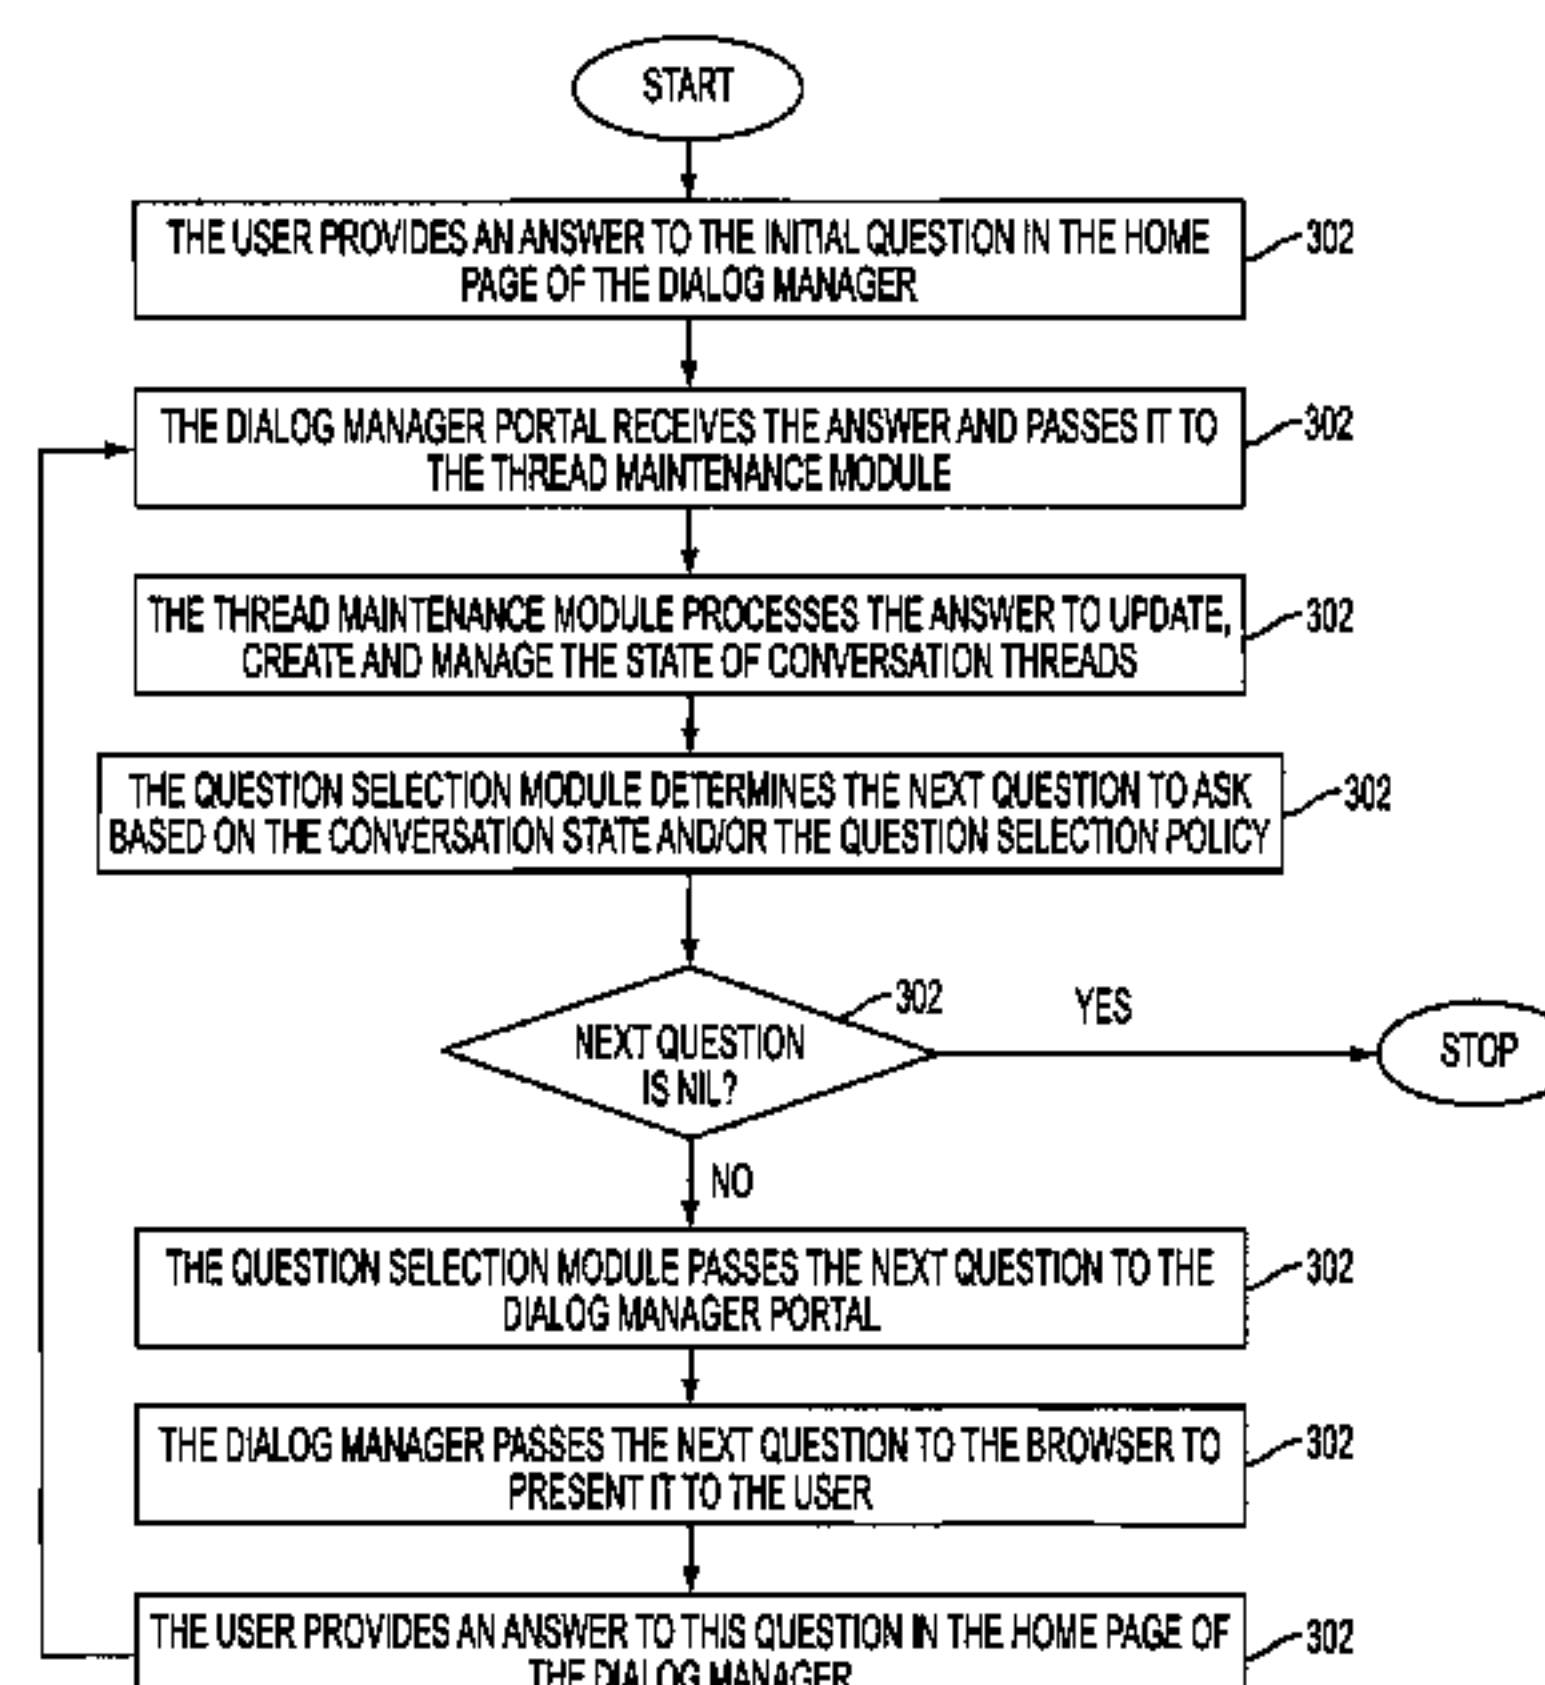 START
THE USER PROVIDES AN ANSWER TO THE INITIAL QUESTION IN THE HOME
PAGE OF THE DIALOG MANAGER
302
THE DIALOG MANAGER PORTAL RECEIVES THE ANSWER AND PASSES IT TO
THE THREAD MAINTENANCE MODULE
302
THE THREAD MAINTENANCE MODULE PROCESSES THE ANSWER TO UPDATE,
CREATE AND MANAGE THE STATE OF CONVERSATION THREADS
302
THE QUESTION SELECTION MODULE DETERMINES THE NEXT QUESTION TO ASK
BASED ON THE CONVERSATION STATE AND/OR THE QUESTION SELECTION POLICY
302
NEXT QUESTION
IS NIL?
302
YES
STOP
NO
THE QUESTION SELECTION MODULE PASSES THE NEXT QUESTION TO THE
DIALOG MANAGER PORTAL
302
THE DIALOG MANAGER PASSES THE NEXT QUESTION TO THE BROWSER TO
PRESENT IT TO THE USER
302
THE USER PROVIDES AN ANSWER TO THIS QUESTION IN THE HOME PAGE OF
THE DIALOG MANAGER
302